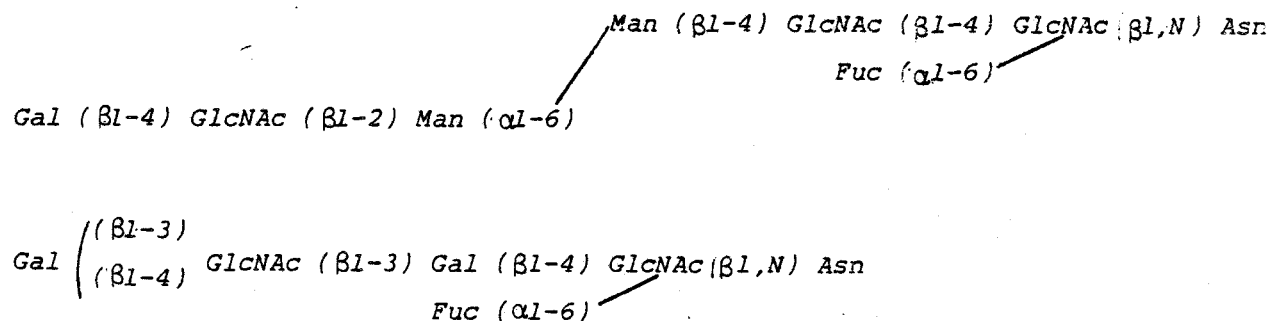 Man (β1-4) GlcNAc (β1-4) GlcNAc (β1,N) Asn
Fuc (α1-6)
Gal (β1-4) GlcNAc (β1-2) Man (α1-6)
(β1-3)
Gal GlcNAc (β1-3) Gal (β1-4) GlcNAc (β1,N) Asn
(β1-4)
Fuc (α1-6)